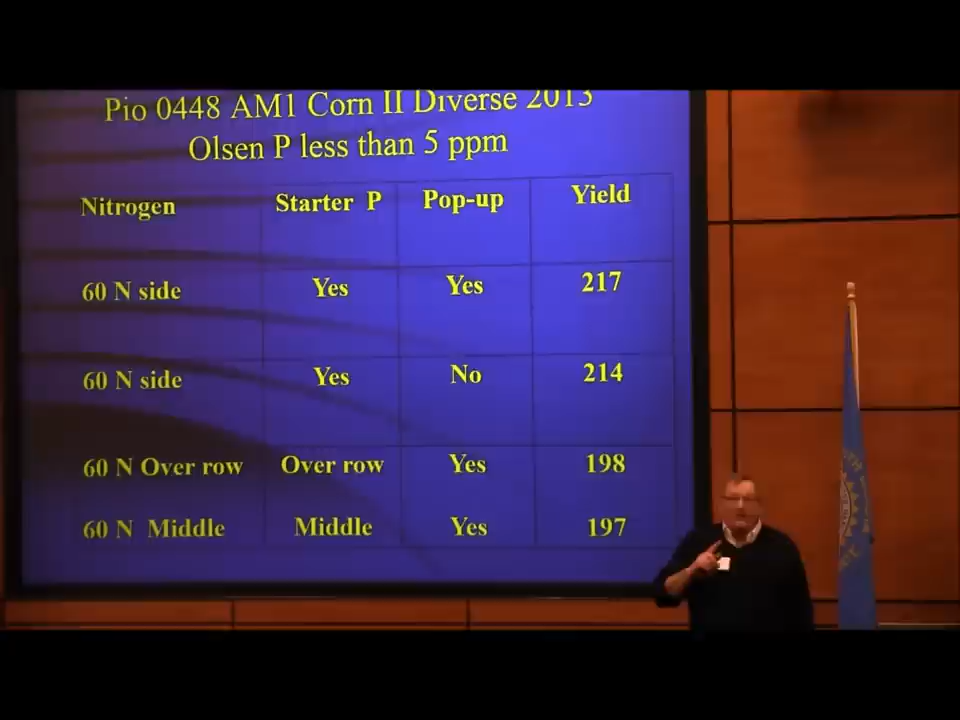 Pio 0448 AM1 Corn II Diverse 2013
Olsen P less than 5 ppm
Nitrogen Starter P Pop-up Yield
60 N side Yes Yes 217
60 N side Yes No 214
60 N Over row Over row Yes 198
60 N Middle Middle Yes 197